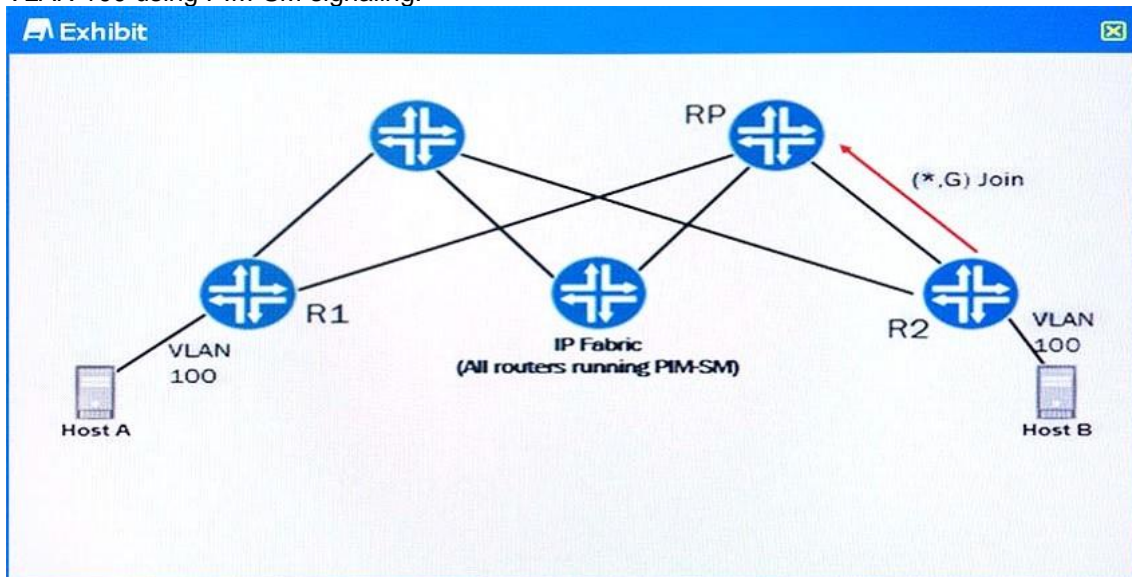 VLAN 100 using PIM-SM signalling.
Exhibit
RP
(*,G) Join
R1
R2
VLAN
100
IP Fabric
(All routers running PIM-SM)
VLAN
100
Host A
Host B